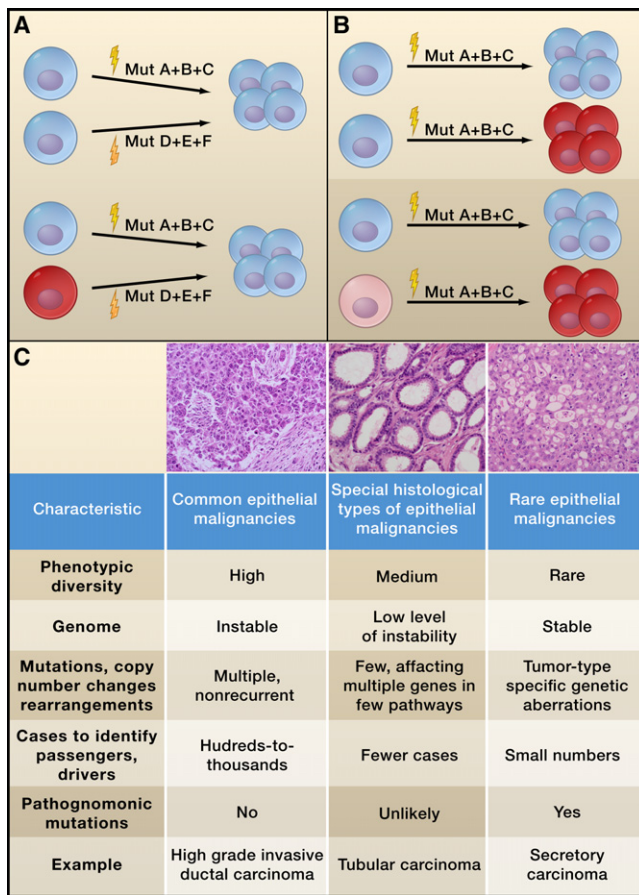 A
Mut A+B+C
Mut D+E+F
Mut A+B+C
Mut D+E+F
B
Mut A+B+C
Mut A+B+C
Mut A+B+C
Mut A+B+C
C
Characteristic
Common epithelial
malignancies
Special histological
types of epithelial
malignancies
Rare epithelial
malignancies
Phenotypic
diversity
High
Medium
Rare
Genome
Instable
Low level
of instability
Stable
Mutations, copy
number changes
rearrangements
Multiple,
nonrecurrent
Few, affacting
multiple genes in
few pathways
Tumor-type
specific genetic
aberrations
Cases to identify
passengers,
drivers
Hudreds-to-
thousands
Fewer cases
Small numbers
Pathognomonic
mutations
No
Unlikely
Yes
Example
High grade invasive
ductal carcinoma
Tubular carcinoma
Secretory
carcinoma